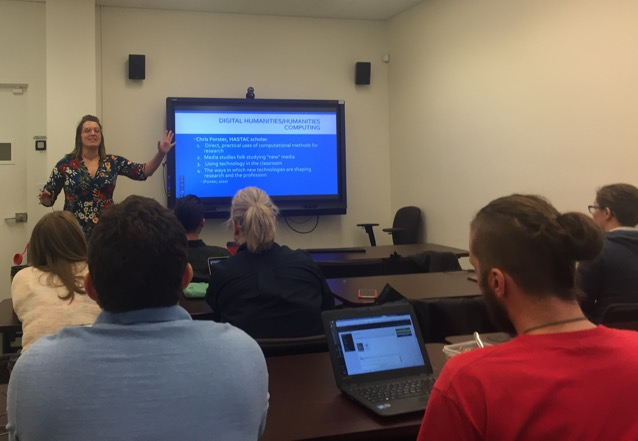 DIGITAL HUMANITIES/HUMANITIES
COMPUTING
Chris Forster, HASTAC scholar
1. Direct, practical uses of computational methods for
research
2. Media studies folk studying "new" media
3. Using technology in the classroom
4. The ways in which new technologies are shaping
research and the profession
(Forster, 2010)